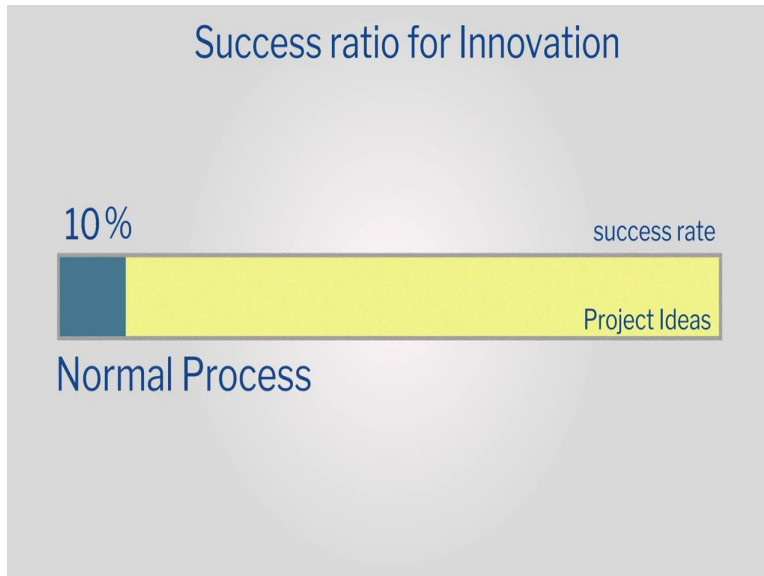 Success ratio for Innovation
10%
success rate
Project Ideas
Normal Process